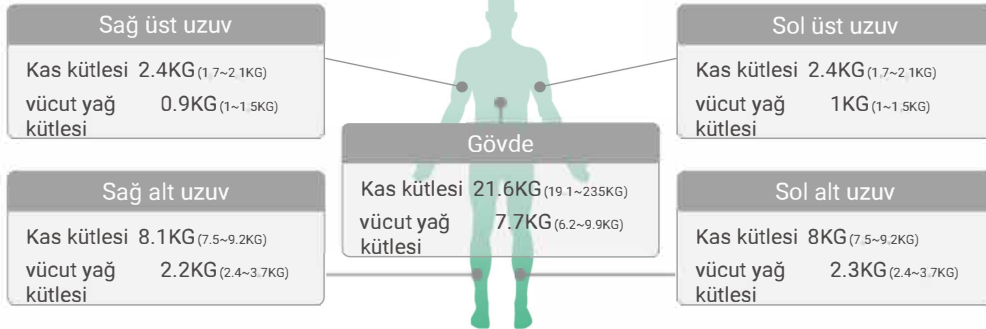 Sağ üst uzuv
Kas kütlesi 2.4KG(1.7~2.1KG)
vücut yağ 0.9KG(1~1.5KG)
kütlesi
Sol üst uzuv
Kas kütlesi 2.4KG(1.7~2.1KG)
vücut yağ 1KG(1~1.5KG)
kütlesi
Gövde
Kas kütlesi 21.6KG(19.1~235KG)
vücut yağ 7.7KG(6.2~9.9KG)
kütlesi
Sağ alt uzuv
Kas kütlesi 8.1KG(7.5~9.2KG)
vücut yağ 2.2KG(2.4~3.7KG)
kütlesi
Sol alt uzuv
Kas kütlesi 8KG(7.5~9.2KG)
vücut yağ 2.3KG(2.4~3.7KG)
kütlesi